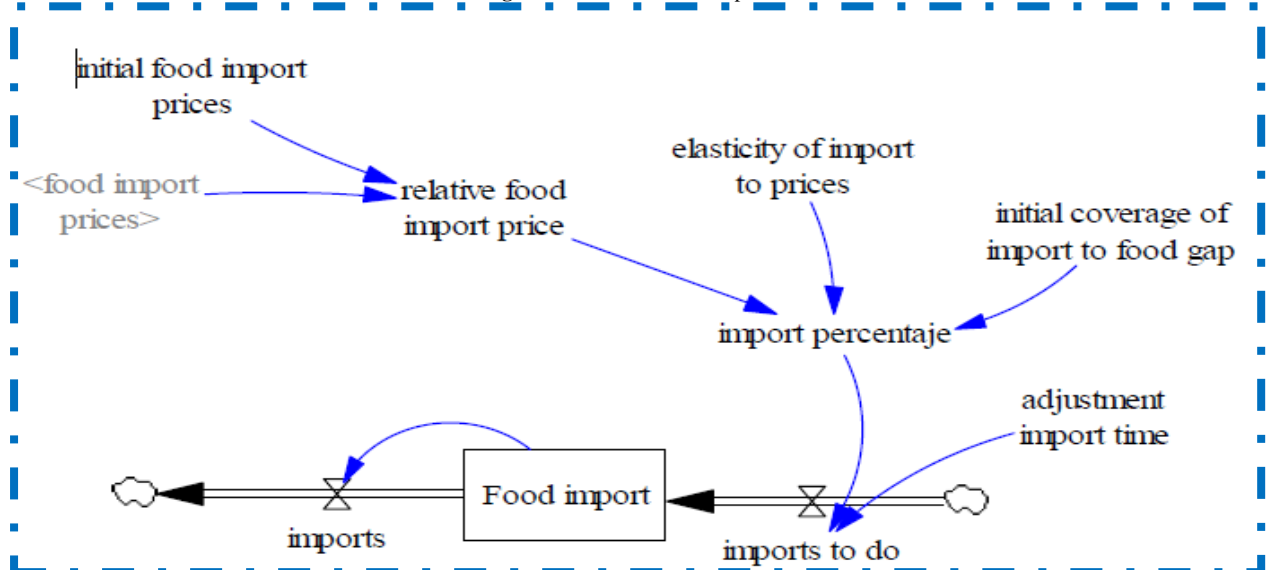 initial food import
prices
<food import
prices>
relative food
import price
elasticity of import
to prices
initial coverage of
import to food gap
import percentaje
adjustment
import time
Food import
imports
imports to do